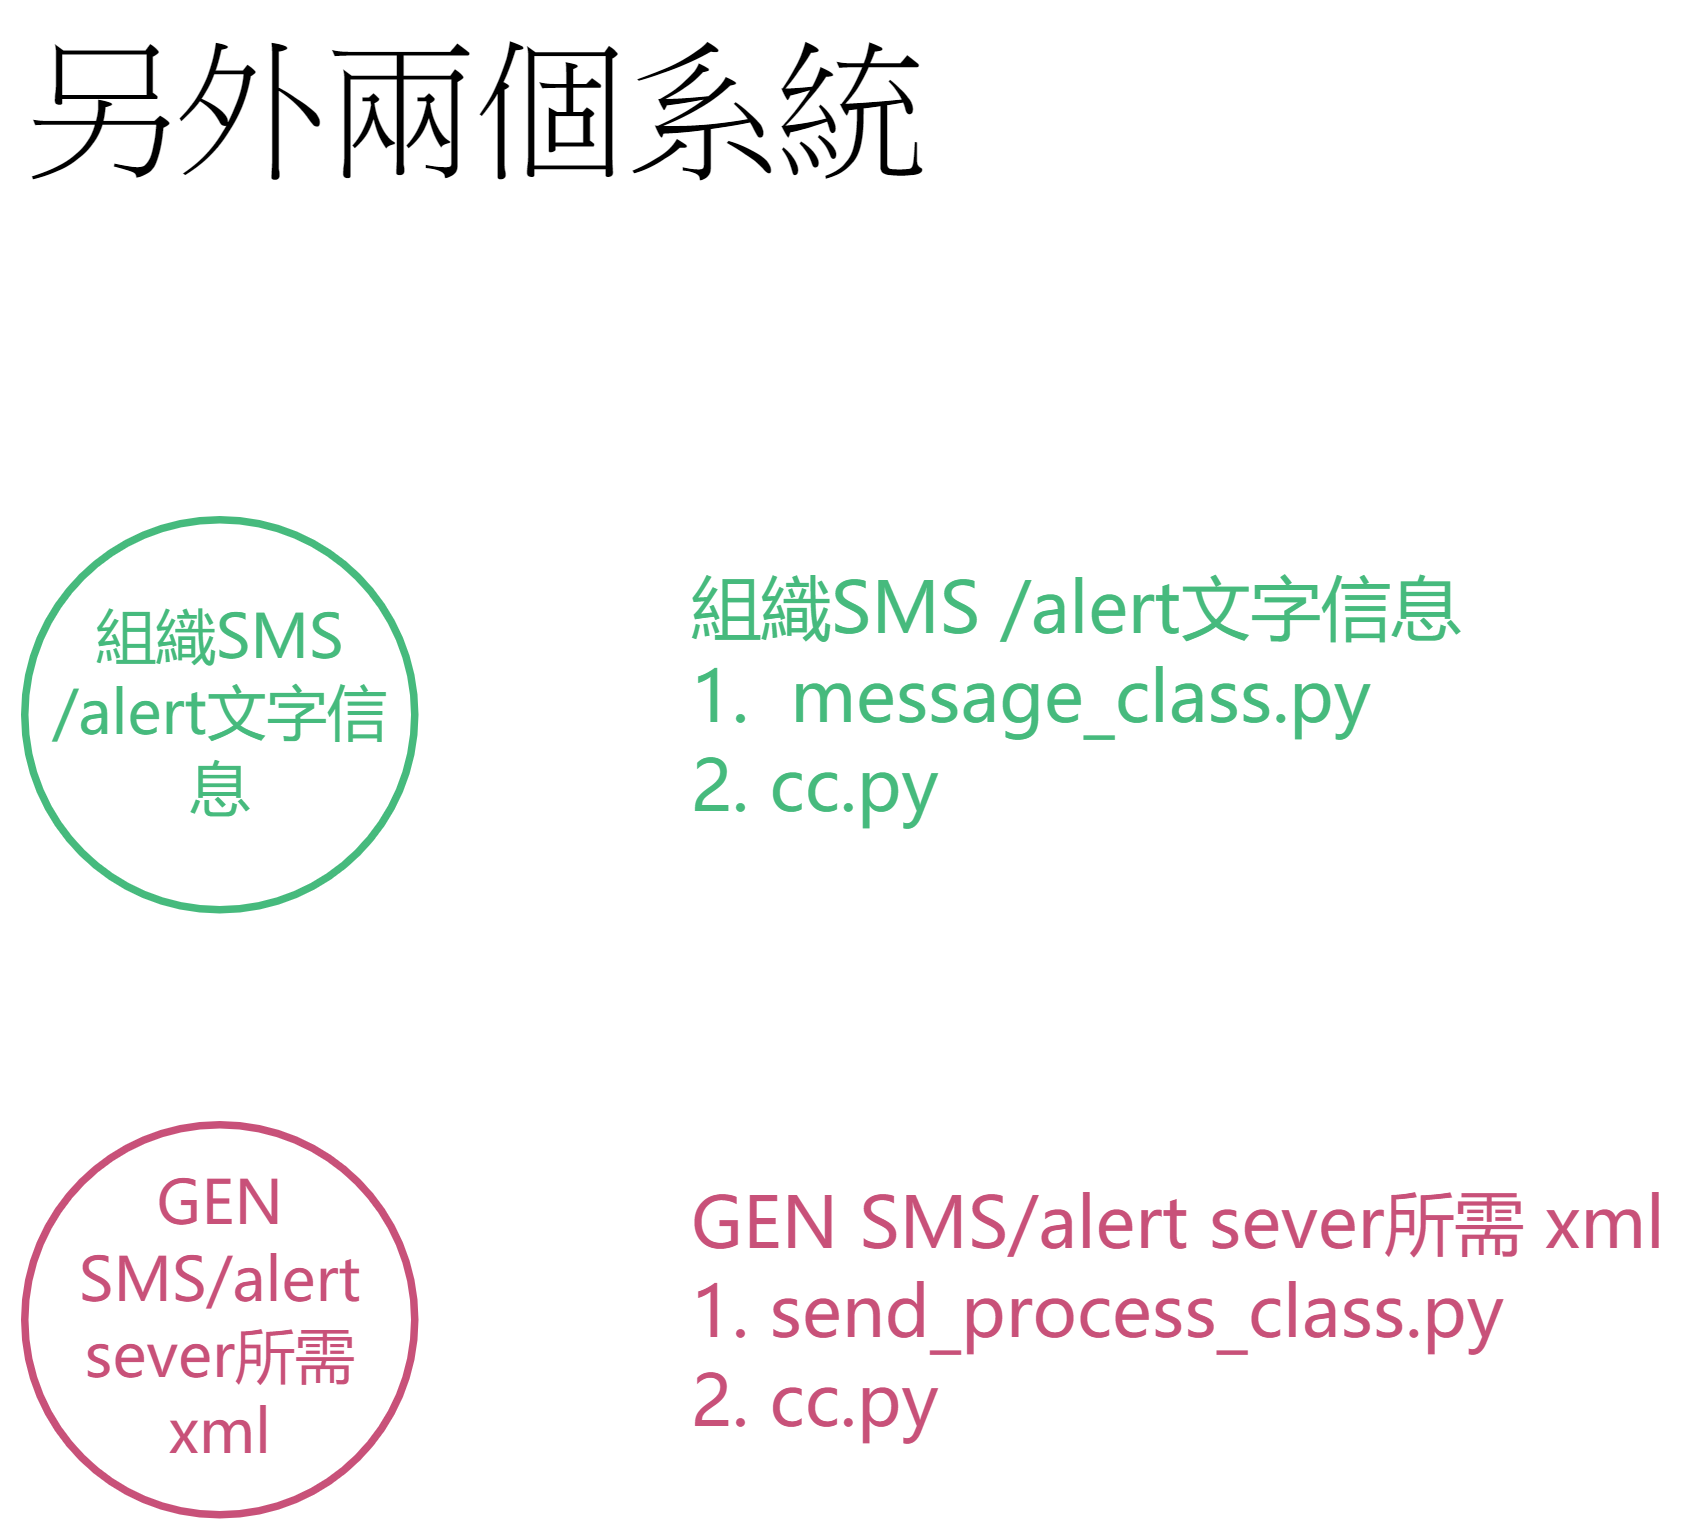 另外兩個系統
組織SMS
/alert文字信
息
組織SMS /alert文字信息
1.  message_class.py
2. cc.py
GEN
SMS/alert
sever所需
xml
GEN SMS/alert sever所需 xml
1. send_process_class.py
2. cc.py